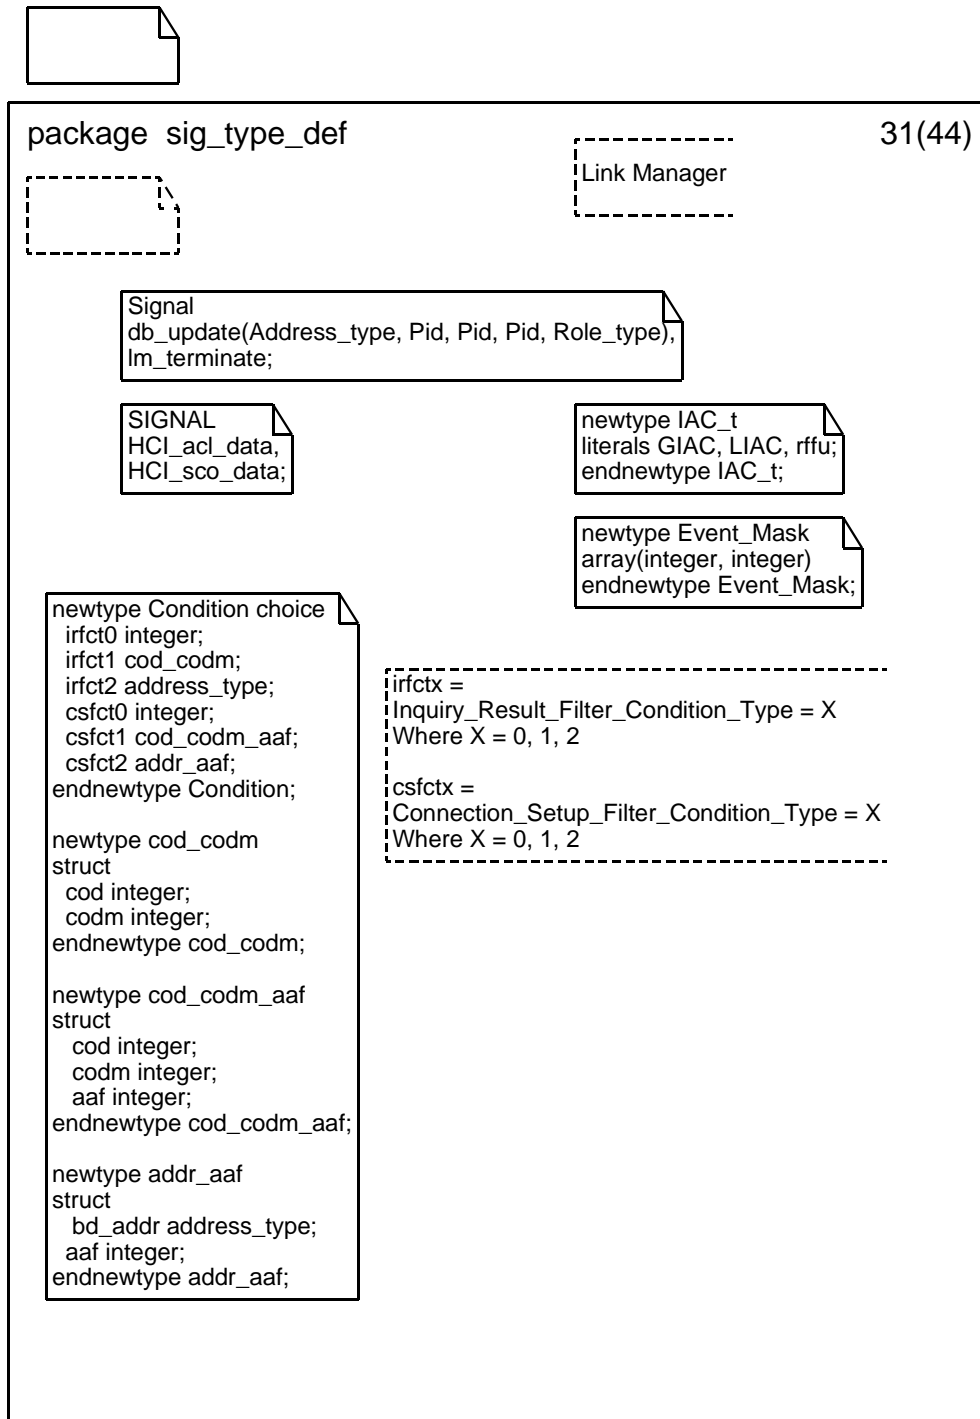 package sig_type_def
31(44)
Link Manager
Signal
db_update(Address_type, Pid, Pid, Pid, Role_type),
lm_terminate;
SIGNAL
HCI_acl_data,
HCI_sco_data;
newtype IAC_t
literals GIAC, LIAC, rffu;
endnewtype IAC_t;
newtype Event_Mask
array(integer, integer)
endnewtype Event_Mask;
newtype Condition choice
irfct0 integer;
irfct1 cod_codm;
irfct2 address_type;
csfct0 integer;
csfct1 cod_codm_aaf;
csfct2 addr_aaf;
endnewtype Condition;
newtype cod_codm
struct
cod integer;
codm integer;
endnewtype cod_codm;
newtype cod_codm_aaf
struct
cod integer;
codm integer;
aaf integer;
endnewtype cod_codm_aaf;
newtype addr_aaf
struct
bd_addr address_type;
aaf integer;
endnewtype addr_aaf;
irfctx =
Inquiry_Result_Filter_Condition_Type = X
Where X = 0, 1, 2
csfctx =
Connection_Setup_Filter_Condition_Type = X
Where X = 0, 1, 2